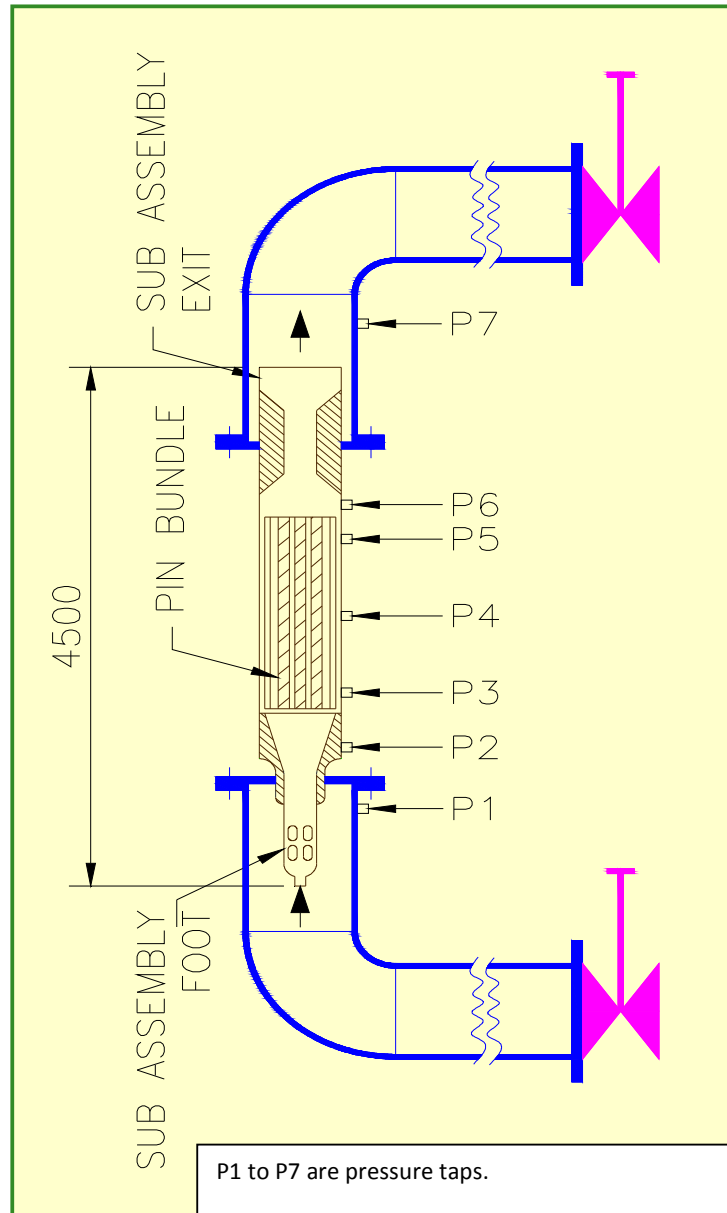 SUB ASSEMBLY
EXIT
P7
PIN BUNDLE
P6
P5
4500
P4
P3
P2
P1
SUB ASSEMBLY
FOOT
P1 to P7 are pressure taps.